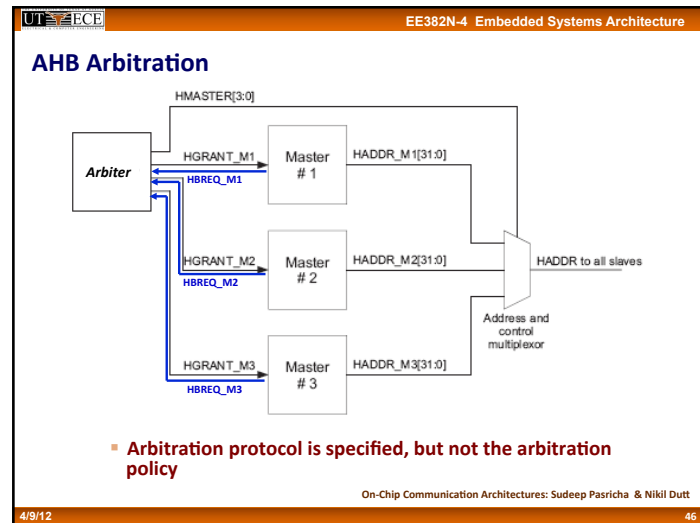 UT ECE
EE382N-4 Embedded Systems Architecture
AHB Arbitration
HMASTER[3:0]
Arbiter
HGRANT_M1
HBREQ_M1
Master
# 1
HADDR_M1[31:0]
HGRANT_M2
HBREQ_M2
Master
#2
HADDR_M2[31:0]
HADDR to all slaves
Address and
control
multiplexor
HGRANT_M3
HBREQ_M3
Master
# 3
HADDR_M3[31:0]
Arbitration protocol is specified, but not the arbitration
policy
On-Chip Communication Architectures: Sudeep Pasricha & Nikil Dutt
4/9/12
46